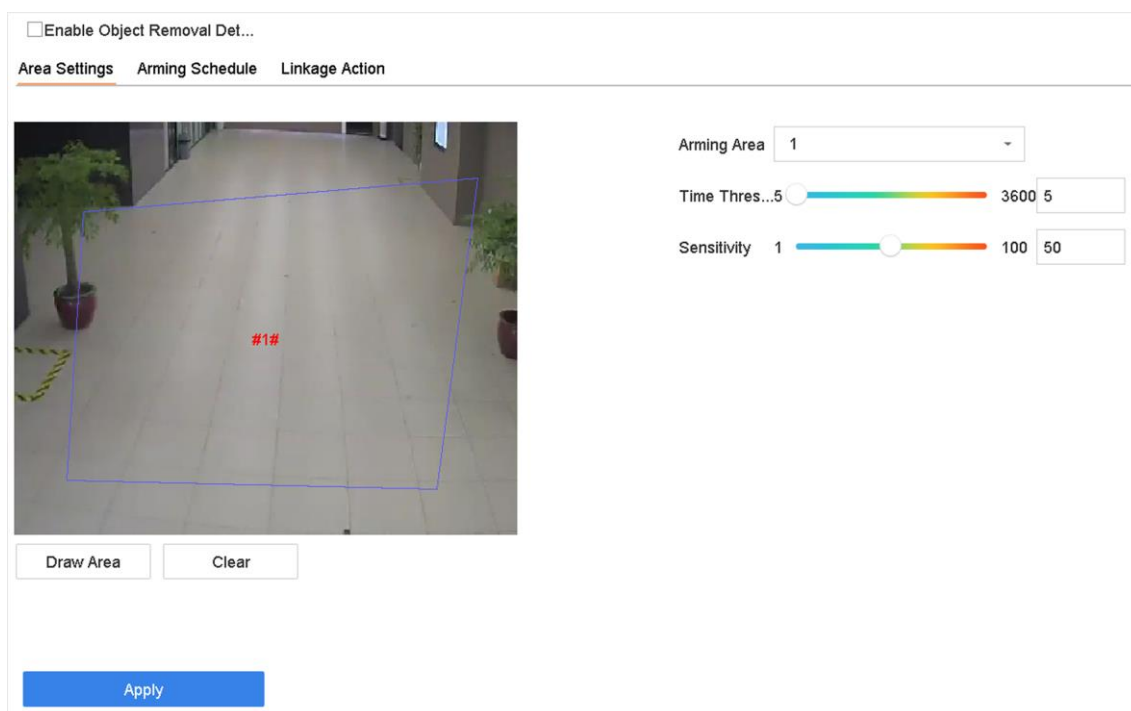 Enable Object Removal Det...
Area Settings Arming Schedule Linkage Action
Arming Area 1
Time Thres...5 3600 5
Sensitivity 1 100 50
#1#
Draw Area Clear
Apply